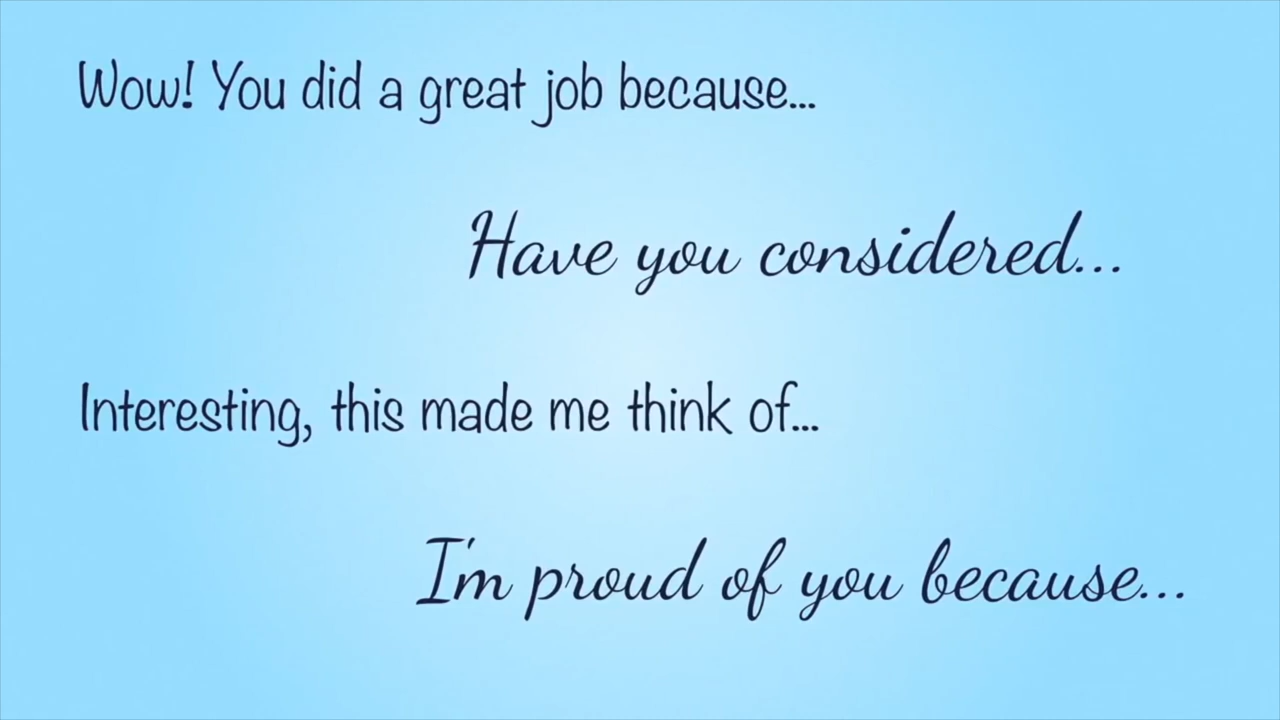 Wow! You did a great job because...
Have you considered...
Interesting, this made me think of...
I'm proud of you because...